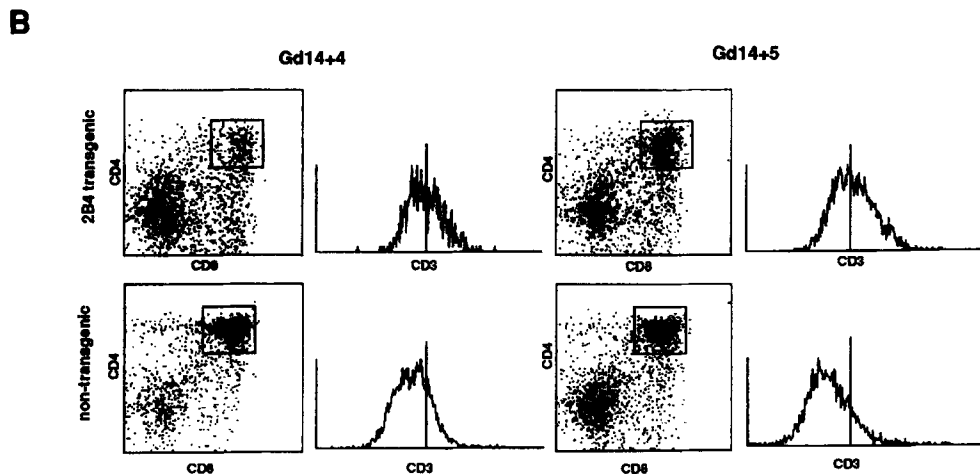 B
Gd14+4
Gd14+5
2B4 transgenic
CD4
CD8
CD3
CD4
CD8
CD3
non-transgenic
CD4
CD8
CD3
CD4
CD8
CD3